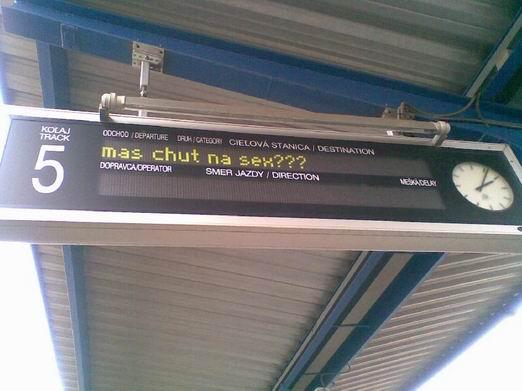 KOĽAJ
TRACK
5
ODCHOD / DEPARTURE DRUH / CATEGORY CIEĽOVÁ STANICA / DESTINATION
mas chut na sex???
DOPRAVCA/OPERATOR SMER JAZDY / DIRECTION MEŠKÁ/DELAY